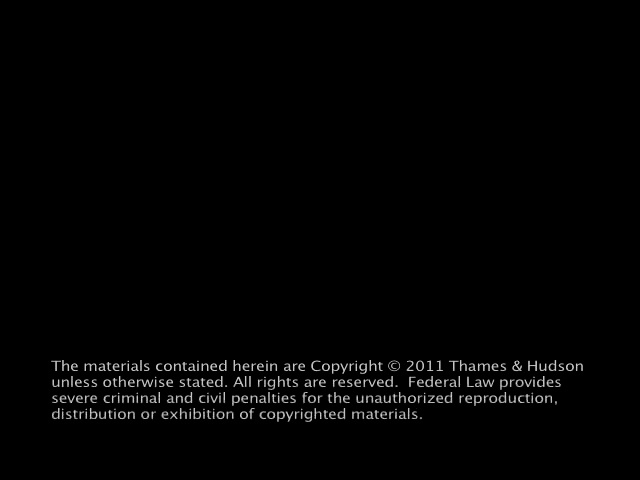 The materials contained herein are Copyright © 2011 Thames & Hudson
unless otherwise stated. All rights are reserved.  Federal Law provides
severe criminal and civil penalties for the unauthorized reproduction,
distribution or exhibition of copyrighted materials.